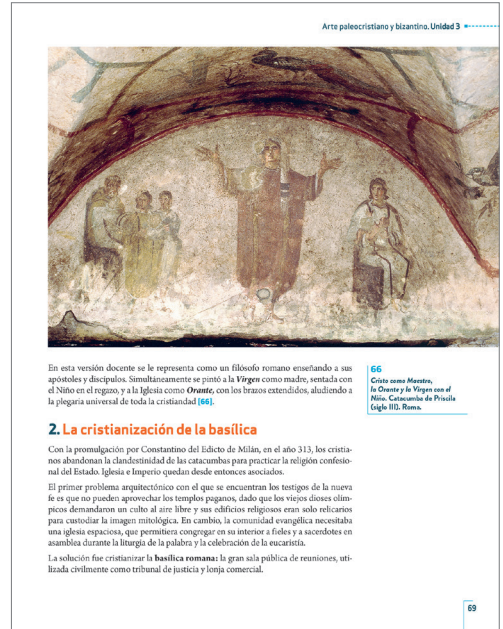 Arte paleocristiano y bizantino. Unidad 3
En esta versión docente se le representa como un filósofo romano enseñando a sus
apóstoles y discípulos. Simultáneamente se pintó a la Virgen como madre, sentada con
el Niño en el regazo, y a la Iglesia como Orante, con los brazos extendidos, aludiendo a
la plegaria universal de toda la cristiandad [66].
66
Cristo como Maestro,
la Orante y la Virgen con el
Niño. Catacumba de Priscila
(siglo III). Roma.
2. La cristianización de la basílica
Con la promulgación por Constantino del Edicto de Milán, en el año 313, los cristia-
nos abandonan la clandestinidad de las catacumbas para practicar la religión confesio-
nal del Estado. Iglesia e Imperio quedan desde entonces asociados.
El primer problema arquitectónico con el que se encuentran los testigos de la nueva
fe es que no pueden aprovechar los templos paganos, dado que los viejos dioses olím-
picos demandaron un culto al aire libre y sus edificios religiosos eran solo relicarios
para custodiar la imagen mitológica. En cambio, la comunidad evangélica necesitaba
una iglesia espaciosa, que permitiera congregar en su interior a fieles y a sacerdotes en
asamblea durante la liturgia de la palabra y la celebración de la eucaristía.
La solución fue cristianizar la basílica romana: la gran sala pública de reuniones, uti-
lizada civilmente como tribunal de justicia y lonja comercial.
69